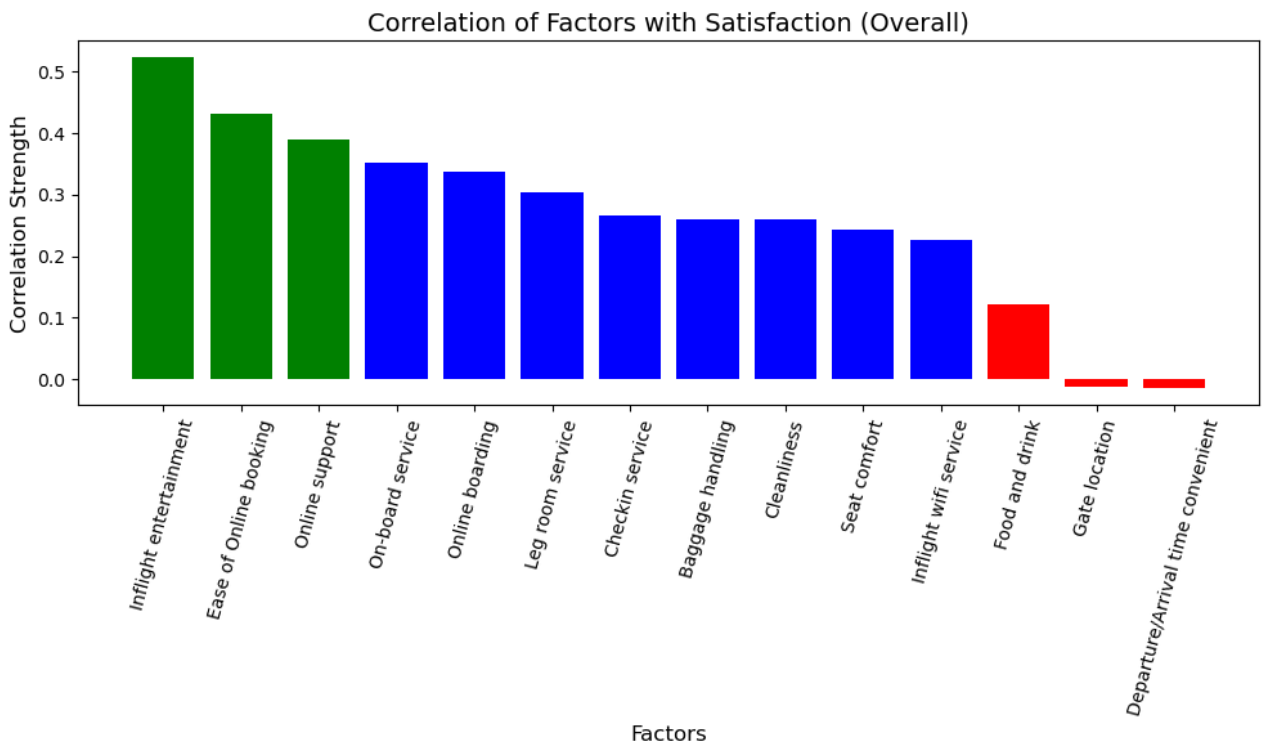 Correlation of Factors with Satisfaction (Overall)
Correlation Strength
0.5
0.4
0.3
0.2
0.1
0.0
Inflight entertainment
Ease of Online booking
Online support
On-board service
Online boarding
Leg room service
Checkin service
Baggage handling
Cleanliness
Seat comfort
Inflight wifi service
Food and drink
Gate location
Departure/Arrival time convenient
Factors